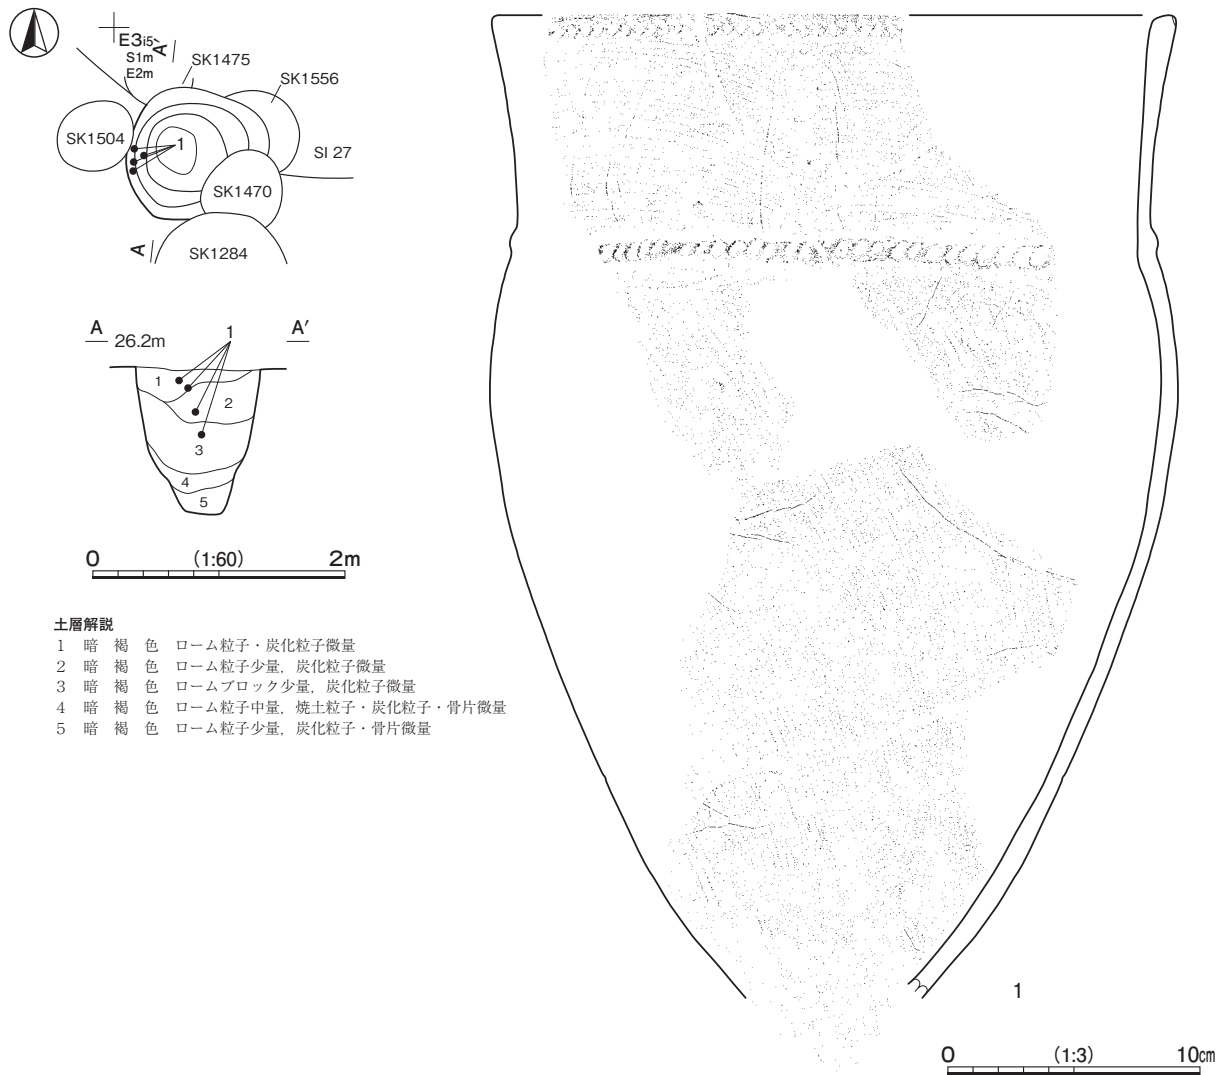 E3i5
S1m
E2m
A′
SK1475
SK1556
SK1504
1
SI 27
SK1470
A
SK1284
A 26.2m 1 A′
1
2
3
4
5
0 (1:60) 2m
土層解説
1 暗 褐 色 ローム粒子・炭化粒子微量
2 暗 褐 色 ローム粒子少量，炭化粒子微量
3 暗 褐 色 ロームブロック少量，炭化粒子微量
4 暗 褐 色 ローム粒子中量，焼土粒子・炭化粒子・骨片微量
5 暗 褐 色 ローム粒子少量，炭化粒子・骨片微量
1
0 (1:3) 10cm